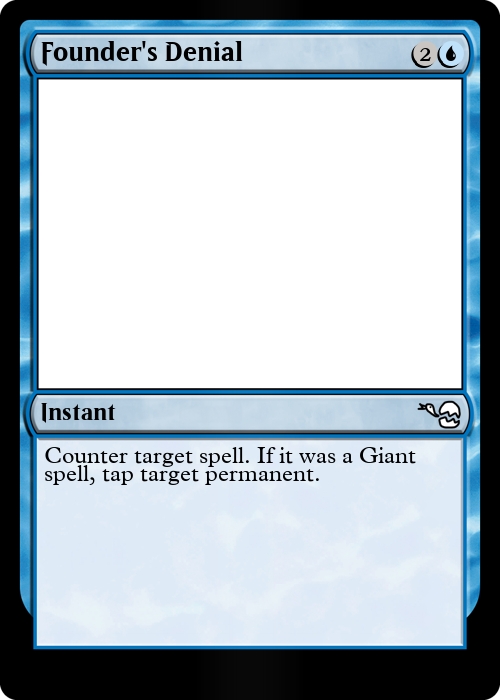 Founder's Denial 2
Instant
Counter target spell. If it was a Giant
spell, tap target permanent.